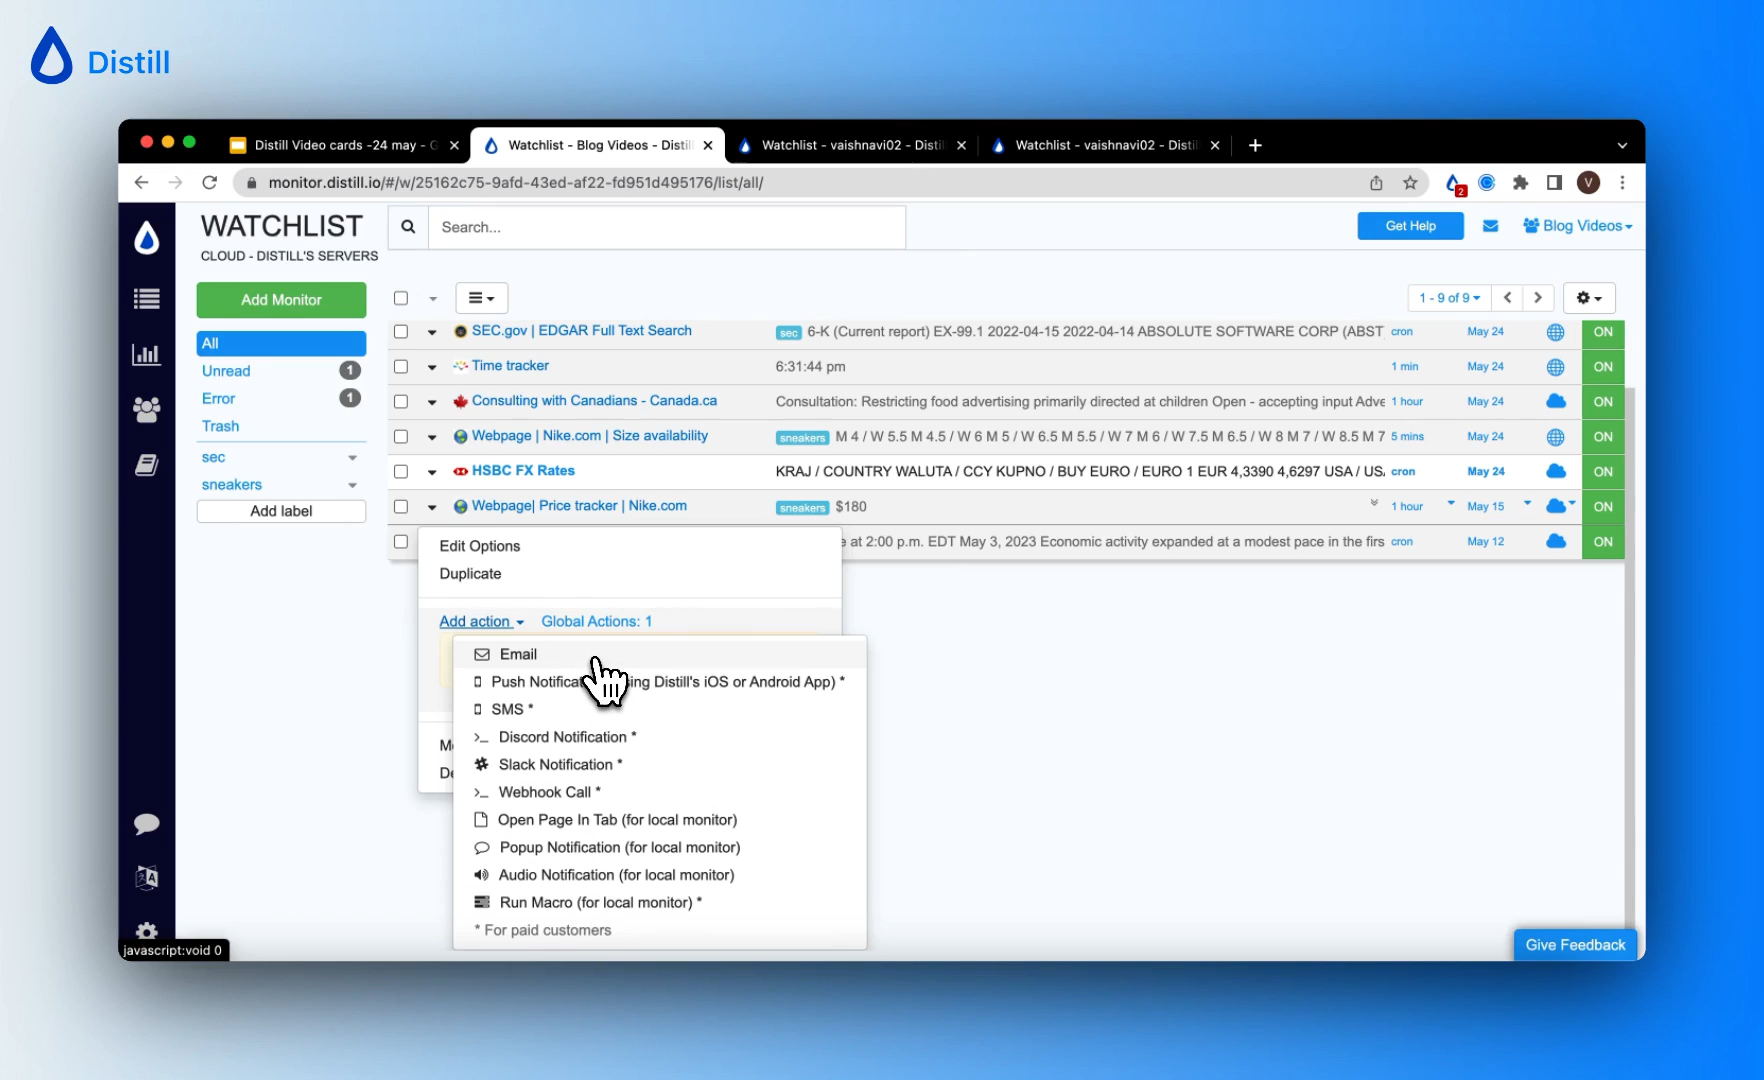 Distill
Distill Video cards -24 may - G
Watchlist - Blog Videos - Distill
Watchlist - vaishnavi02 - Distill
Watchlist - vaishnavi02 - Distill
monitor.distill.io/#/w/25162c75-9afd-43ed-af22-fd951d495176/list/all/
2
V
WATCHLIST
CLOUD - DISTILL'S SERVERS
Search...
Get Help
Blog Videos
Add Monitor
1 - 9 of 9
All
Unread 1
Error 1
Trash
sec
sneakers
Add label
SEC.gov | EDGAR Full Text Search sec 6-K (Current report) EX-99.1 2022-04-15 2022-04-14 ABSOLUTE SOFTWARE CORP (ABST cron May 24 ON
Time tracker 6:31:44 pm 1 min May 24 ON
Consulting with Canadians - Canada.ca Consultation: Restricting food advertising primarily directed at children Open - accepting input Adve 1 hour May 24 ON
Webpage | Nike.com | Size availability sneakers M 4 / W 5.5 M 4.5 / W 6 M 5 / W 6.5 M 5.5 / W 7 M 6 / W 7.5 M 6.5 / W 8 M 7 / W 8.5 M 7 5 mins May 24 ON
HSBC FX Rates KRAJ / COUNTRY WALUTA / CCY KUPNO / BUY EURO / EURO 1 EUR 4,3390 4,6297 USA / US. cron May 24 ON
Webpage| Price tracker | Nike.com sneakers $180 1 hour May 15 ON
e at 2:00 p.m. EDT May 3, 2023 Economic activity expanded at a modest pace in the firs cron May 12 ON
Edit Options
Duplicate
Add action Global Actions: 1
Email
Push Notifica ing Distill's iOS or Android App) *
SMS *
Discord Notification *
Slack Notification *
Webhook Call *
Open Page In Tab (for local monitor)
Popup Notification (for local monitor)
Audio Notification (for local monitor)
Run Macro (for local monitor) *
* For paid customers
javascript:void 0
Give Feedback